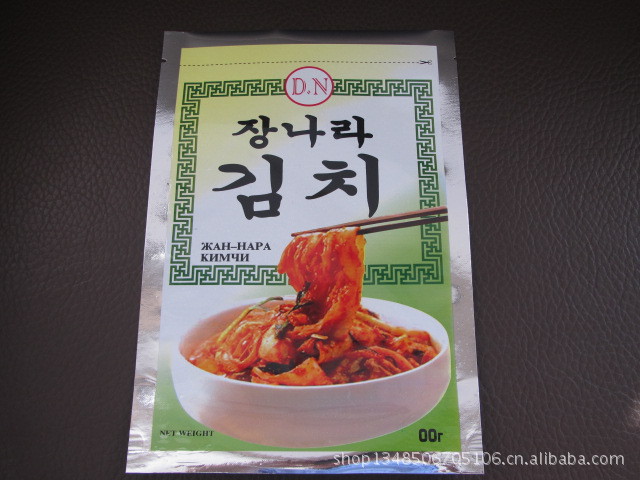 D.N
장나라
김치
ЖАН-НАРА
КИМЧИ
NET WEIGHT
00г
shop1348506705106.cn.alibaba.com